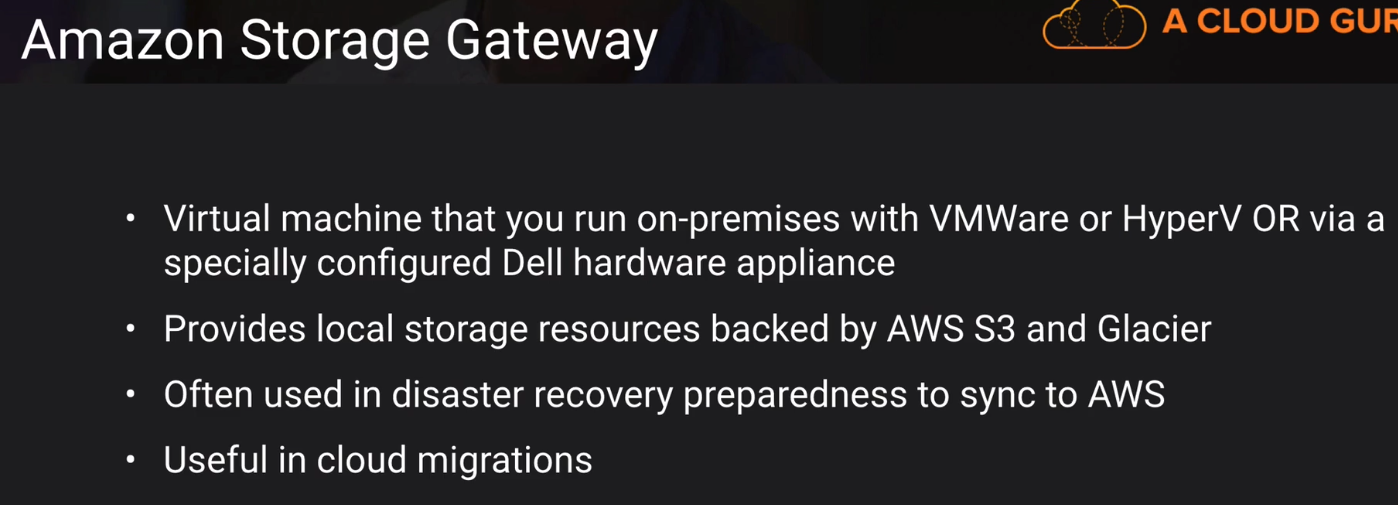 Amazon Storage Gateway
A CLOUD GUR
• Virtual machine that you run on-premises with VMWare or HyperV OR via a
specially configured Dell hardware appliance
• Provides local storage resources backed by AWS S3 and Glacier
• Often used in disaster recovery preparedness to sync to AWS
• Useful in cloud migrations